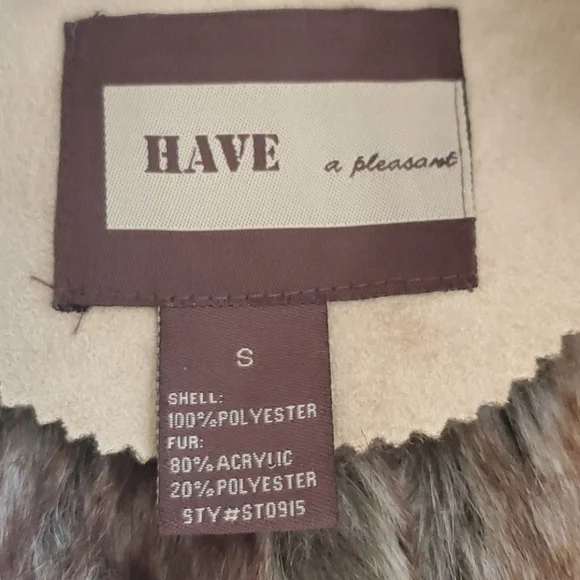 HAVE a pleasant
S
SHELL:
100%POLYESTER
FUR:
80% ACRYLIC
20%POLYESTER
STY#ST0915